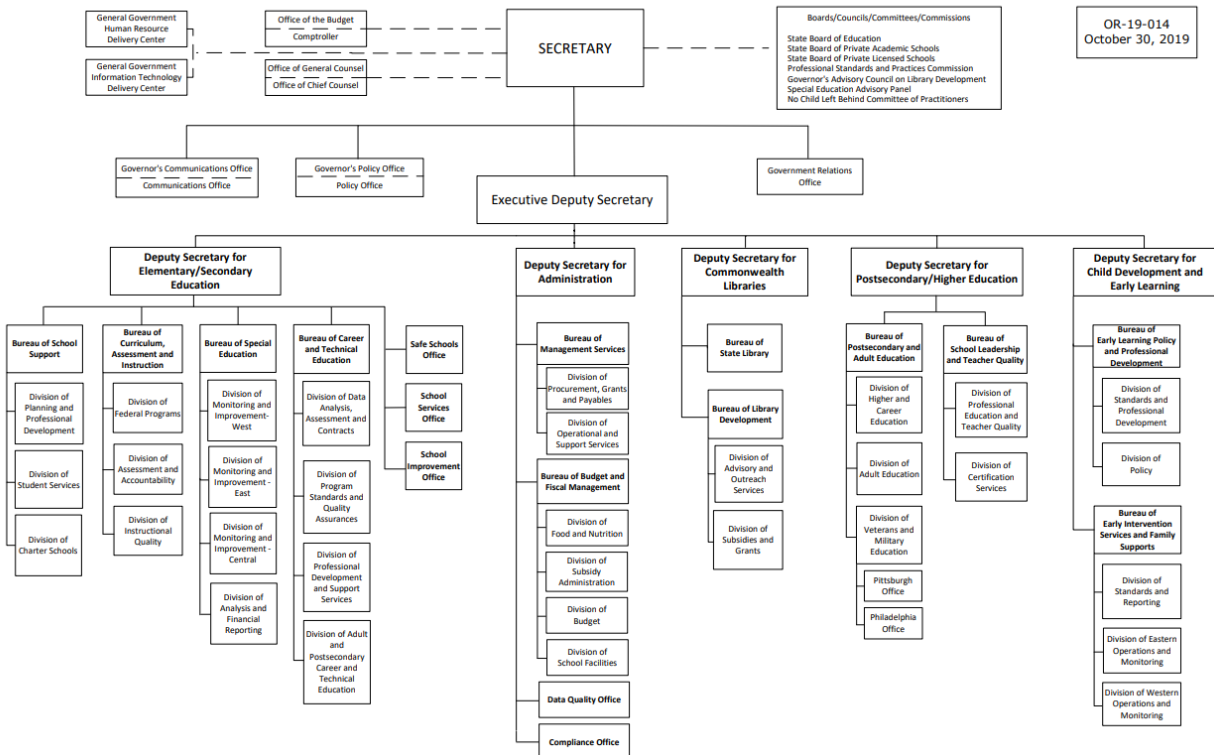 General Government
Human Resource
Delivery Center
General Government
Information Technology
Delivery Center
Office of the Budget
Comptroller
Office of General Counsel
Office of Chief Counsel
SECRETARY
Boards/Councils/Committees/Commissions
State Board of Education
State Board of Private Academic Schools
State Board of Private Licensed Schools
Professional Standards and Practices Commission
Governor's Advisory Council on Library Development
Special Education Advisory Panel
No Child Left Behind Committee of Practitioners
OR-19-014
October 30, 2019
Governor's Communications Office
Communications Office
Governor's Policy Office
Policy Office
Government Relations
Office
Executive Deputy Secretary
Deputy Secretary for
Elementary/Secondary
Education
Bureau of School
Support
Division of
Planning and
Professional
Development
Division of
Student Services
Division of
Charter Schools
Bureau of
Curriculum,
Assessment and
Instruction
Division of
Federal Programs
Division of
Assessment and
Accountability
Division of
Instructional
Quality
Bureau of Special
Education
Division of
Monitoring and
Improvement-
West
Division of
Monitoring and
Improvement -
East
Division of
Monitoring and
Improvement -
Central
Division of
Analysis and
Financial
Reporting
Bureau of Career
and Technical
Education
Division of Data
Analysis,
Assessment and
Contracts
Division of
Program
Standards and
Quality
Assurances
Division of
Professional
Development
and Support
Services
Division of Adult
and
Postsecondary
Career and
Technical
Education
Safe Schools
Office
School
Services
Office
School
Improvement
Office
Deputy Secretary for
Administration
Bureau of
Management Services
Division of
Procurement, Grants
and Payables
Division of
Operational and
Support Services
Bureau of Budget and
Fiscal Management
Division of
Food and Nutrition
Division of
Subsidy
Administration
Division of
Budget
Division of
School Facilities
Data Quality Office
Compliance Office
Deputy Secretary for
Commonwealth
Libraries
Bureau of
State Library
Bureau of Library
Development
Division of
Advisory and
Outreach
Services
Division of
Subsidies and
Grants
Deputy Secretary for
Postsecondary/Higher Education
Bureau of
Postsecondary and
Adult Education
Division of
Higher and
Career
Education
Division of
Adult Education
Division of
Veterans and
Military
Education
Pittsburgh
Office
Philadelphia
Office
Bureau of
School Leadership
and Teacher Quality
Division of
Professional
Education and
Teacher Quality
Division of
Certification
Services
Deputy Secretary for
Child Development and
Early Learning
Bureau of
Early Learning Policy
and Professional
Development
Division of
Standards and
Professional
Development
Division of
Policy
Bureau of
Early Intervention
Services and Family
Supports
Division of
Standards and
Reporting
Division of Eastern
Operations and
Monitoring
Division of Western
Operations and
Monitoring